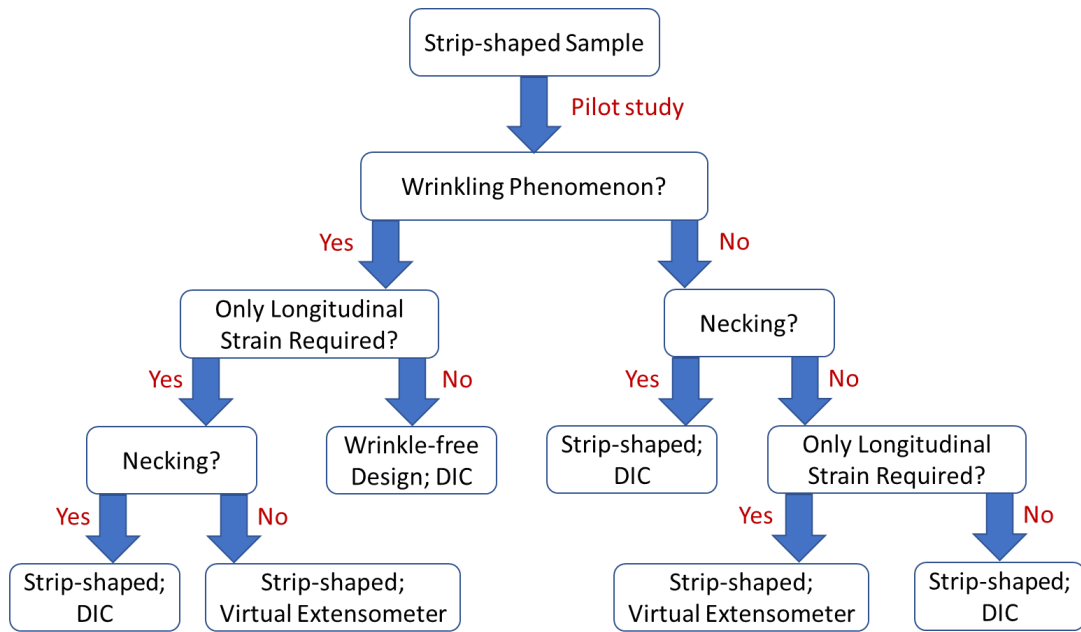 Strip-shaped Sample
Pilot study
Wrinkling Phenomenon?
Yes
No
Only Longitudinal
Strain Required?
Necking?
Yes
No
Yes
No
Necking?
Wrinkle-free
Design; DIC
Strip-shaped;
DIC
Only Longitudinal
Strain Required?
Yes
No
Yes
No
Strip-shaped;
DIC
Strip-shaped;
Virtual Extensometer
Strip-shaped;
Virtual Extensometer
Strip-shaped;
DIC